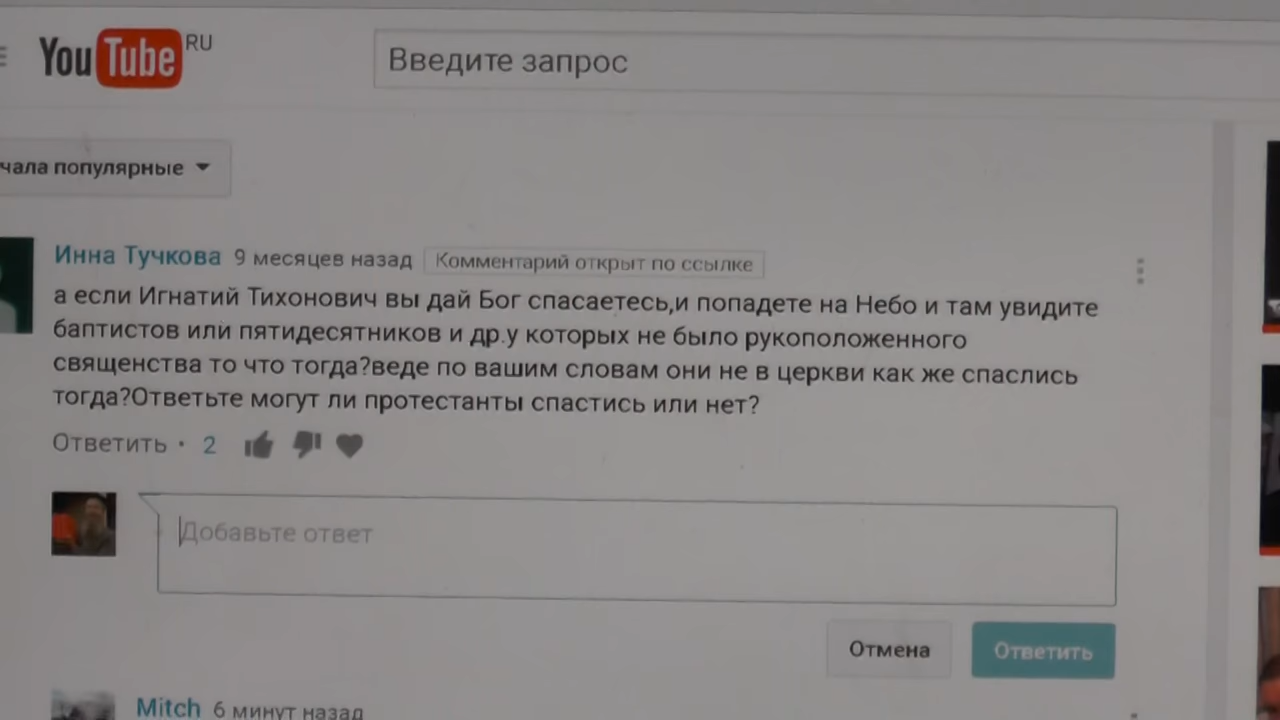 YouTube RU
Введите запрос
чала популярные
Инна Тучкова 9 месяцев назад Комментарий открыт по ссылке
а если Игнатий Тихонович вы дай Бог спасаетесь,и попадете на Небо и там увидите
баптистов или пятидесятников и др.у которых не было рукоположенного
священства то что тогда?веде по вашим словам они не в церкви как же спаслись
тогда?Ответьте могут ли протестанты спастись или нет?
Ответить · 2
Добавьте ответ
Отмена Ответить
Mitch 6 минут назад